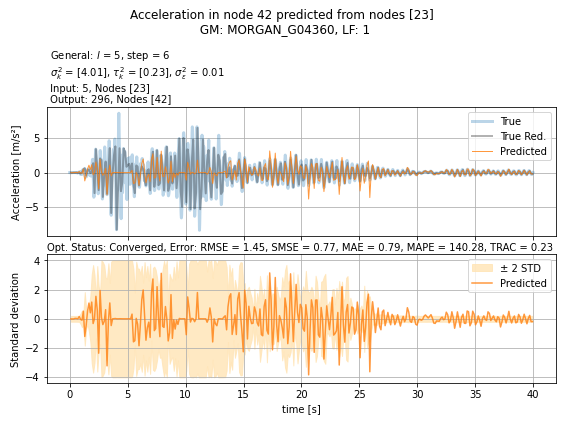 Acceleration in node 42 predicted from nodes [23]
GM: MORGAN_G04360, LF: 1
General: l = 5, step = 6
σ²ₖ = [4.01], τ²ₖ = [0.23], σ²ε = 0.01
Input: 5, Nodes [23]
Output: 296, Nodes [42]
Acceleration [m/s²]
5
0
−5
True
True Red.
Predicted
Opt. Status: Converged, Error: RMSE = 1.45, SMSE = 0.77, MAE = 0.79, MAPE = 140.28, TRAC = 0.23
Standard deviation
4
2
0
−2
−4
± 2 STD
Predicted
0 5 10 15 20 25 30 35 40
time [s]